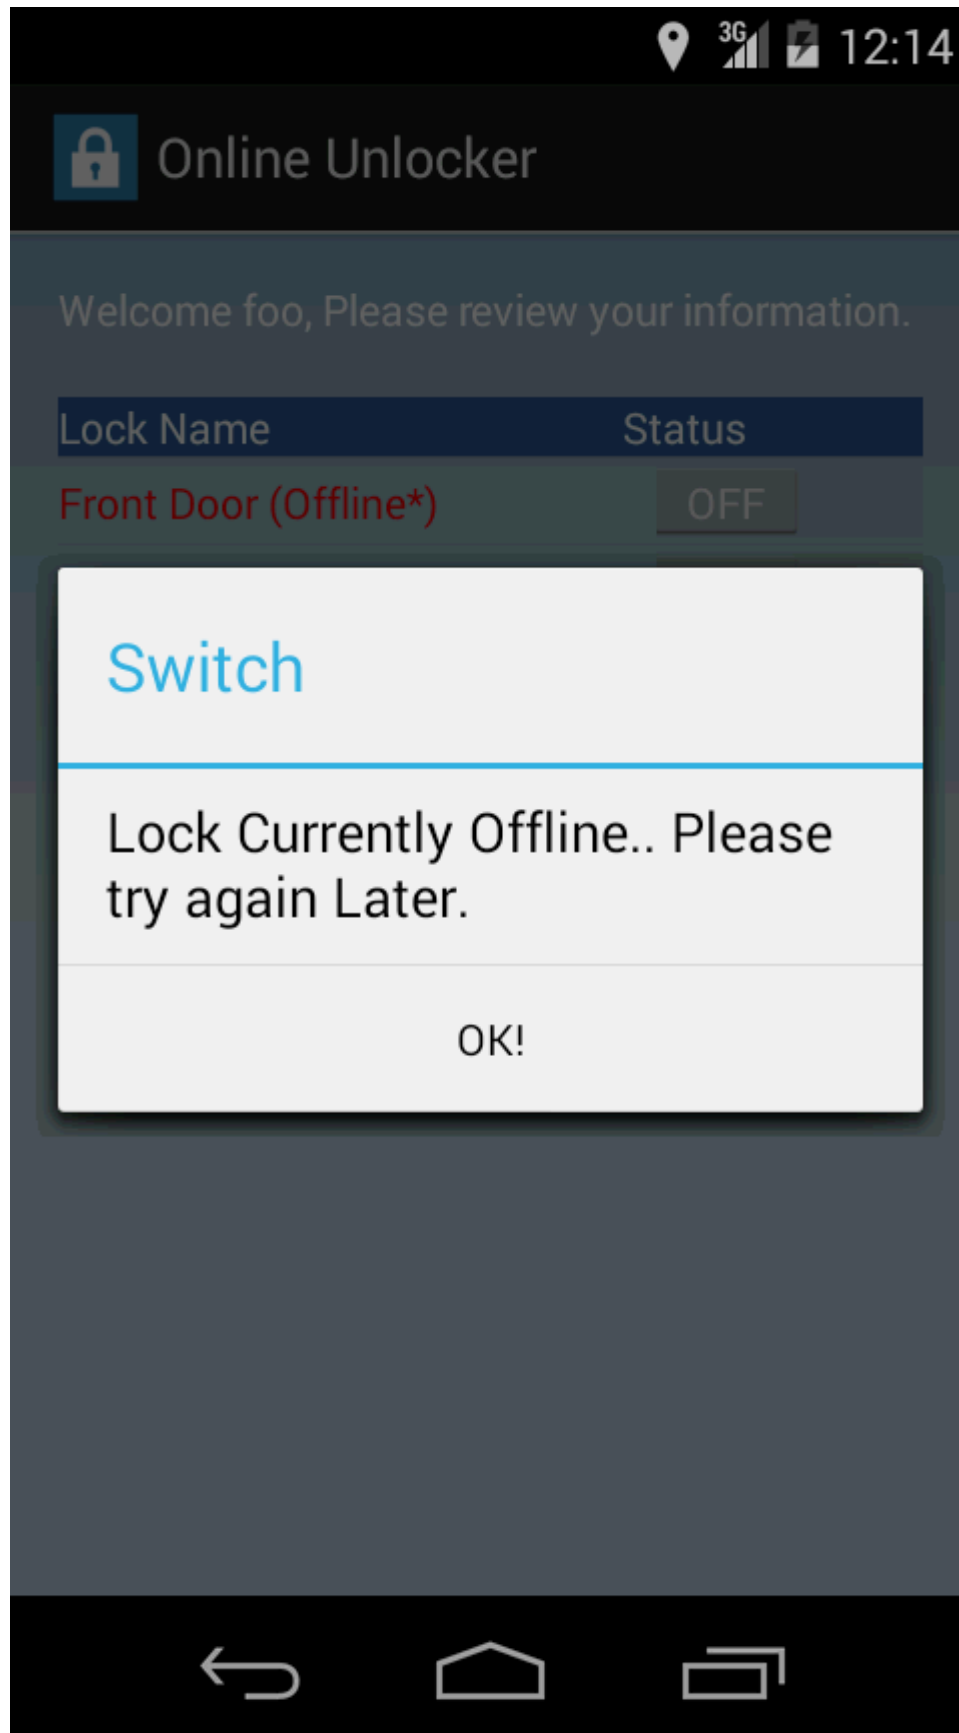 3G 12:14
Online Unlocker
Welcome foo, Please review your information.
Lock Name Status
Front Door (Offline*) OFF
Switch
Lock Currently Offline.. Please
try again Later.
OK!